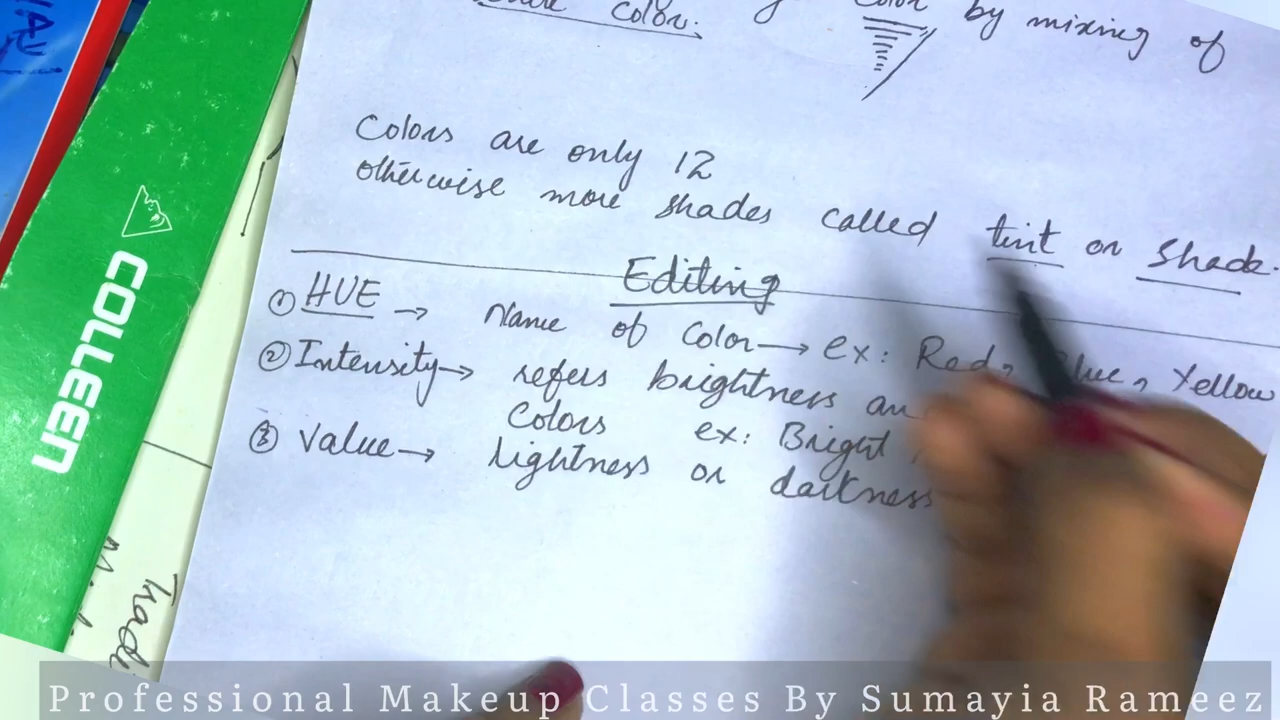 color. color by mixing of
Colors are only 12
otherwise more shades called tint or Shade.
Editing
① HUE → Name of Color → ex: Red, Blue, Yellow
② Intensity → refers brightness an
Colors ex: Bright
③ Value → lightness or darkness
COLLEEN
Professional Makeup Classes By Sumayia Rameez